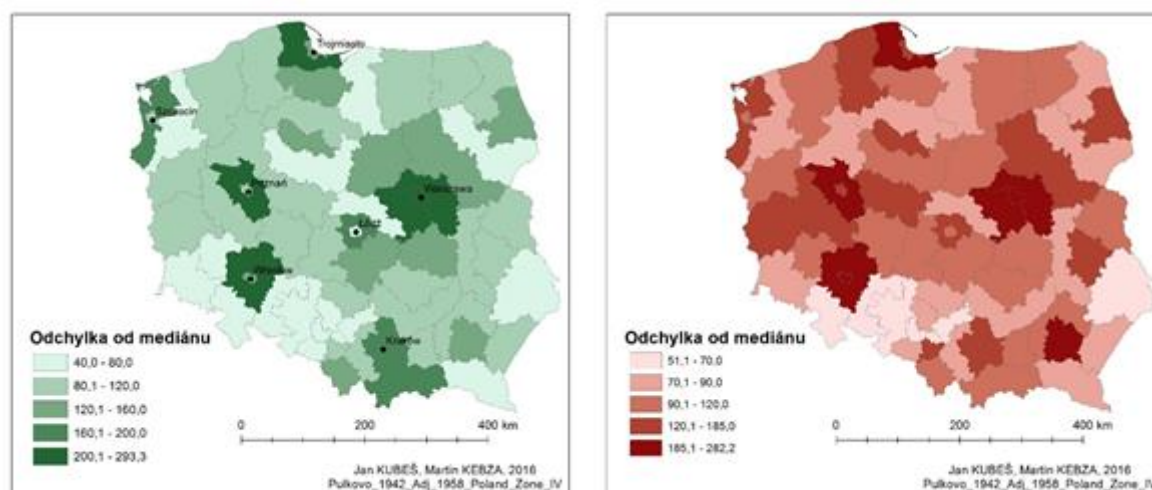 Trojmiasto
Szczecin
Poznań
Warszawa
Łódź
Wrocław
Kraków
Odchylka od mediánu
40,0 - 80,0
80,1 - 120,0
120,1 - 160,0
160,1 - 200,0
200,1 - 293,3
0 200 400 km
Jan KUBEŠ, Martin KEBZA, 2016
Pulkovo_1942_Adj_1958_Poland_Zone_IV
Odchylka od mediánu
51,1 - 70,0
70,1 - 90,0
90,1 - 120,0
120,1 - 185,0
185,1 - 282,2
0 200 400 km
Jan KUBEŠ, Martin KEBZA, 2016
Pulkovo_1942_Adj_1958_Poland_Zone_IV